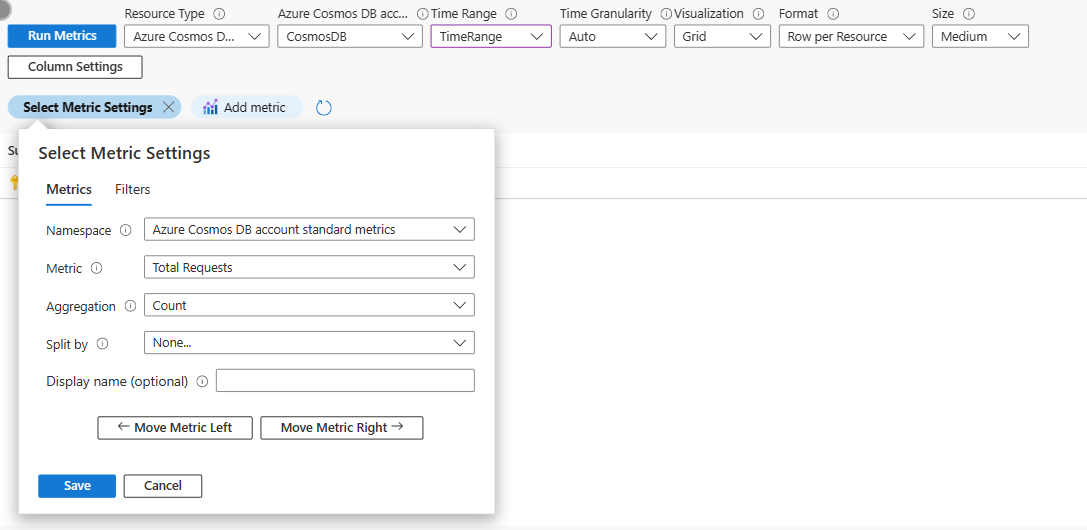 Resource Type Azure Cosmos DB acc... Time Range Time Granularity Visualization Format Size
Run Metrics Azure Cosmos D... CosmosDB TimeRange Auto Grid Row per Resource Medium
Column Settings
Select Metric Settings Add metric
Select Metric Settings
Metrics Filters
Namespace Azure Cosmos DB account standard metrics
Metric Total Requests
Aggregation Count
Split by None...
Display name (optional)
← Move Metric Left Move Metric Right →
Save Cancel